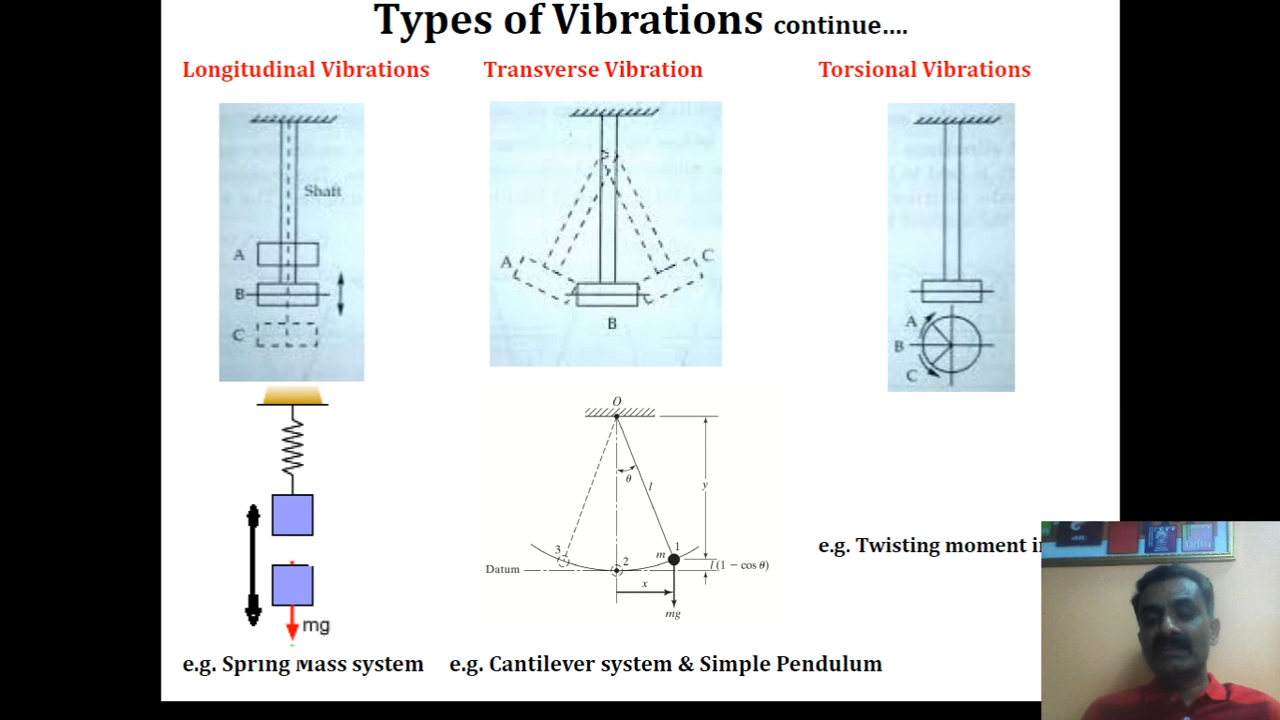 Types of Vibrations continue....
Longitudinal Vibrations
Transverse Vibration
Torsional Vibrations
Shaft
A
B
C
A
C
B
A
B
C
mg
O
θ
l
y
3
2
m
1
Datum
l(1 − cos θ)
x
mg
e.g. Twisting moment
e.g. Spring Mass system
e.g. Cantilever system & Simple Pendulum